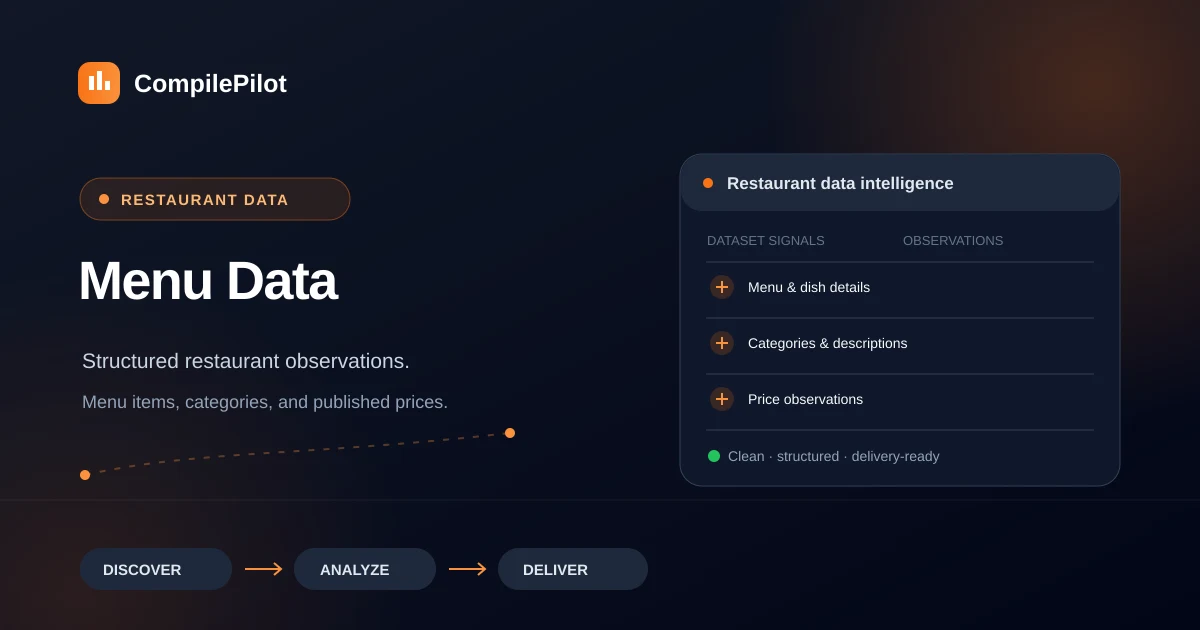 CompilePilot
RESTAURANT DATA
Menu Data
Structured restaurant observations.
Menu items, categories, and published prices.
Restaurant data intelligence
DATASET SIGNALS OBSERVATIONS
Menu & dish details
Categories & descriptions
Price observations
Clean · structured · delivery-ready
DISCOVER ANALYZE DELIVER